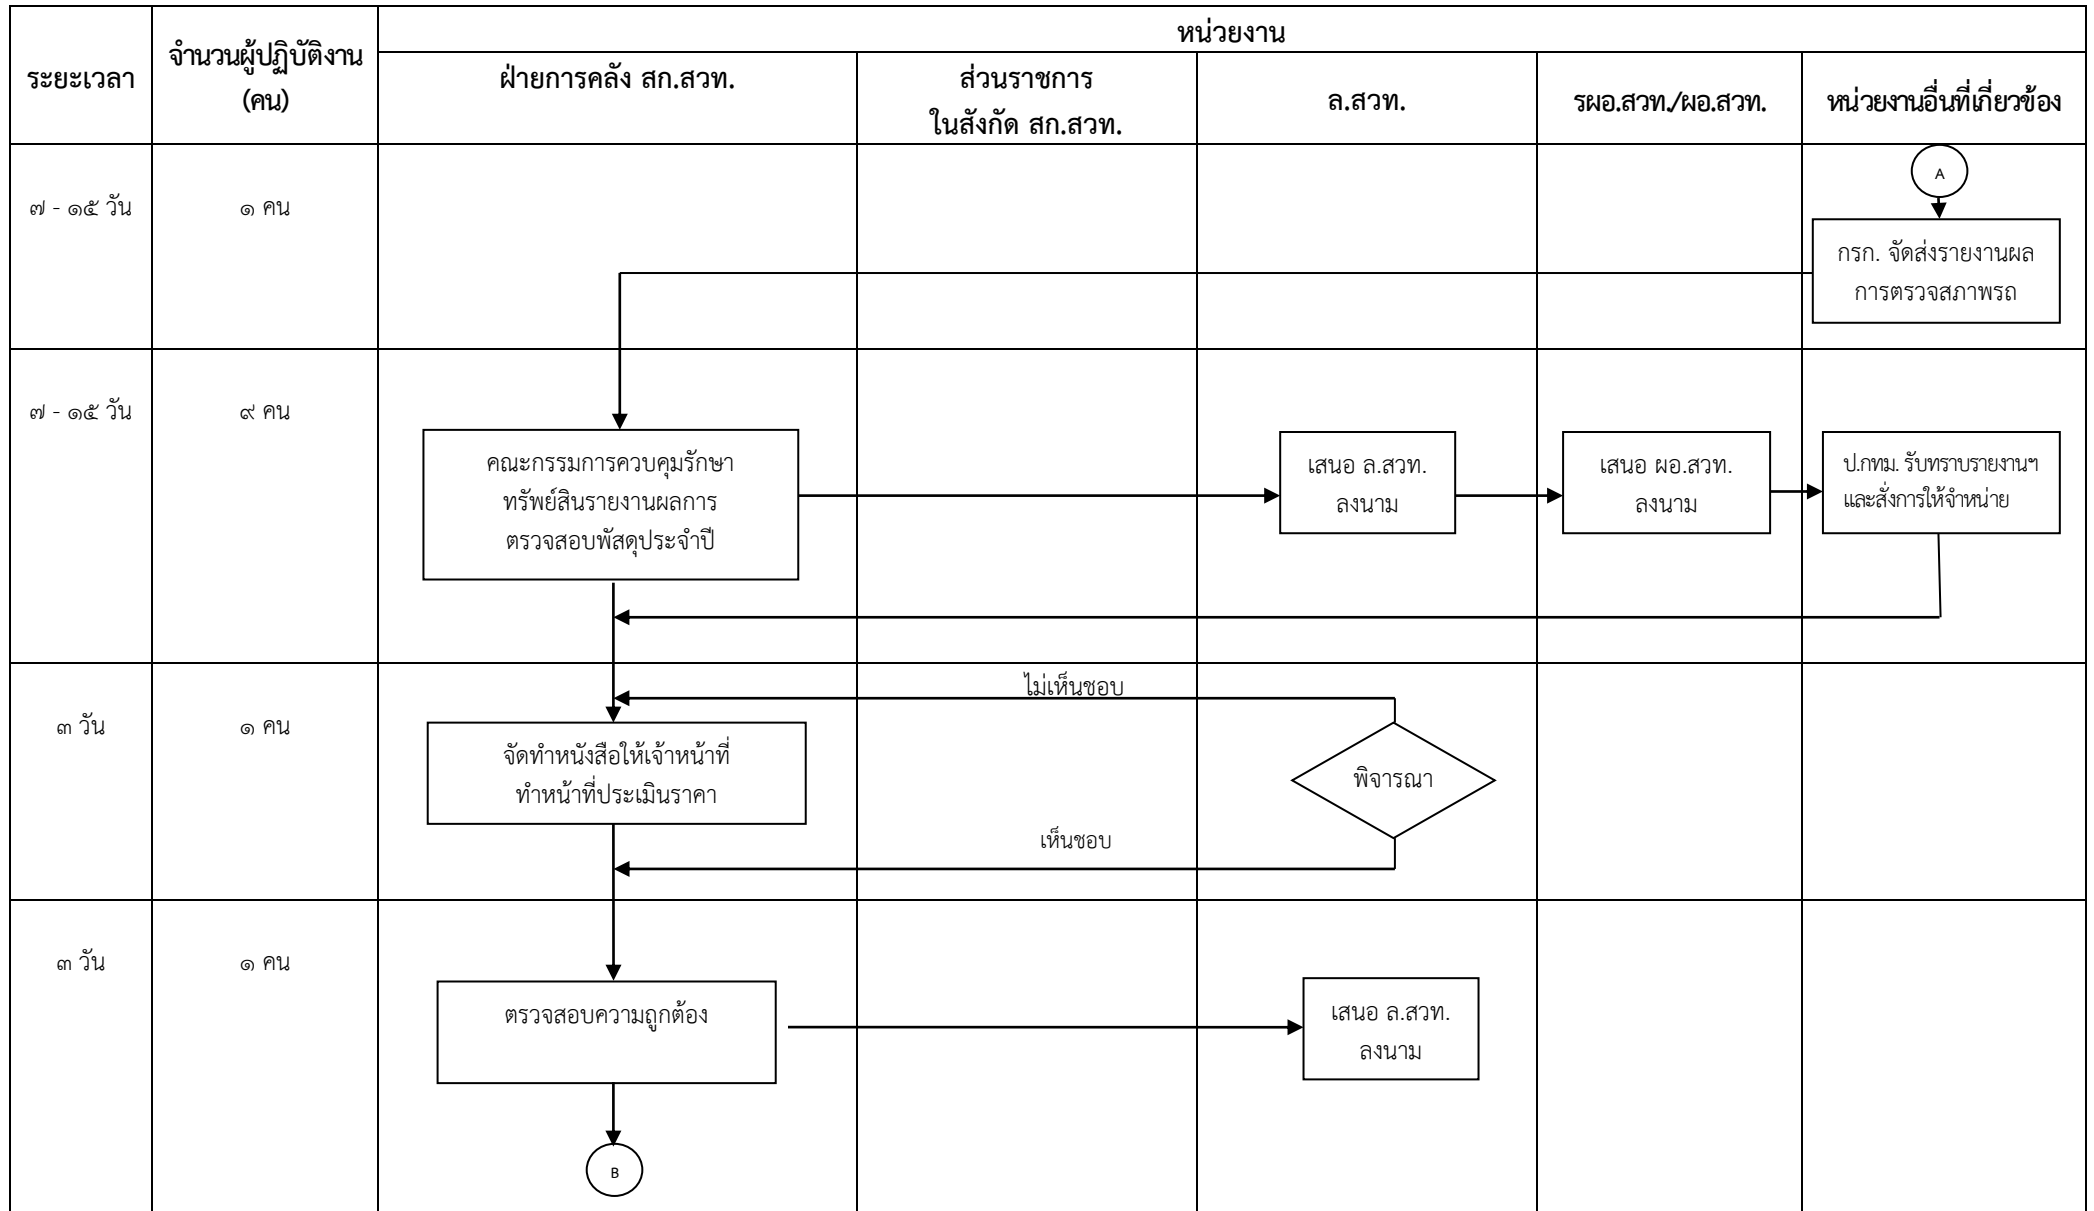 หน่วยงาน
ระยะเวลา
จำนวนผู้ปฏิบัติงาน
(คน)
ฝ่ายการคลัง สก.สวท.
ส่วนราชการ
ในสังกัด สก.สวท.
ล.สวท.
รผอ.สวท./ผอ.สวท.
หน่วยงานอื่นที่เกี่ยวข้อง
A
๗ - ๑๕ วัน
๑ คน
กรก. จัดส่งรายงานผล
การตรวจสภาพรถ
๗ - ๑๕ วัน
๙ คน
คณะกรรมการควบคุมรักษา
ทรัพย์สินรายงานผลการ
ตรวจสอบพัสดุประจำปี
เสนอ ล.สวท.
ลงนาม
เสนอ ผอ.สวท.
ลงนาม
ป.กทม. รับทราบรายงานฯ
และสั่งการให้จำหน่าย
ไม่เห็นชอบ
๓ วัน
๑ คน
จัดทำหนังสือให้เจ้าหน้าที่
ทำหน้าที่ประเมินราคา
พิจารณา
เห็นชอบ
๓ วัน
๑ คน
ตรวจสอบความถูกต้อง
เสนอ ล.สวท.
ลงนาม
B